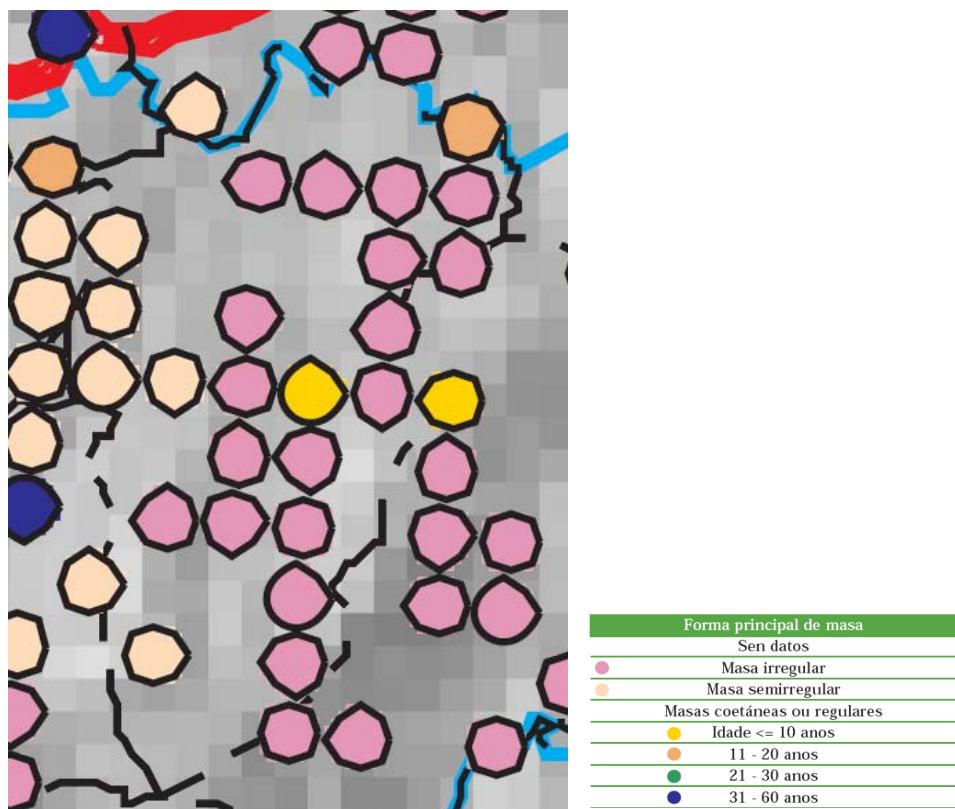 Forma principal de masa
Sen datos
Masa irregular
Masa semirregular
Masas coetáneas ou regulares
Idade <= 10 anos
11 - 20 anos
21 - 30 anos
31 - 60 anos